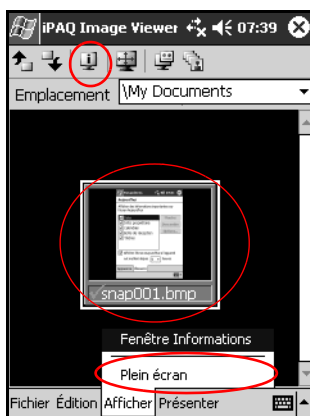 iPAQ Image Viewer 07:39
Emplacement \My Documents
snap001.bmp
Fenêtre Informations
Plein écran
Fichier Édition Afficher Présenter